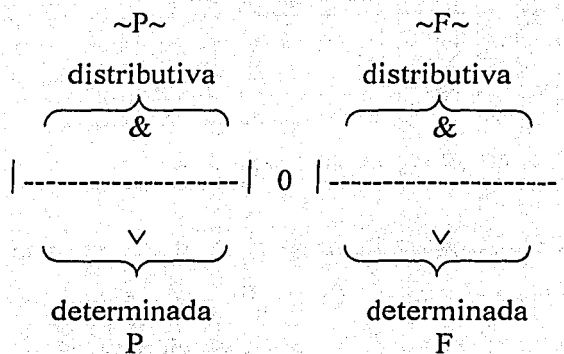 ~P~ ~F~
distributiva distributiva
& &
|--------------------| 0 |--------------------
v v
determinada determinada
P F